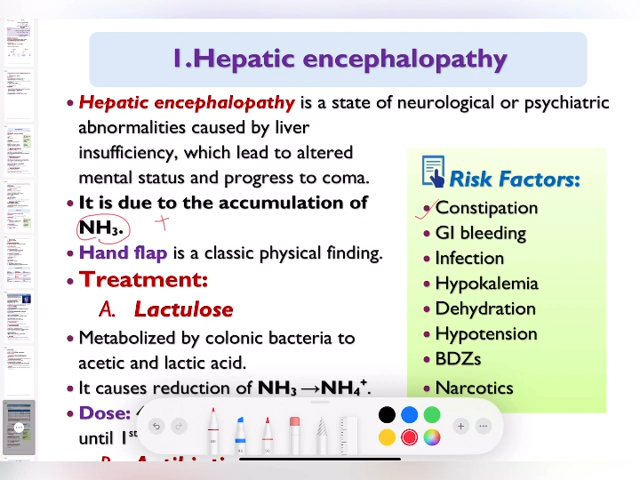 1.Hepatic encephalopathy
• Hepatic encephalopathy is a state of neurological or psychiatric
abnormalities caused by liver
insufficiency, which lead to altered
mental status and progress to coma.
• It is due to the accumulation of
NH₃.
• Hand flap is a classic physical finding.
• Treatment:
A. Lactulose
• Metabolized by colonic bacteria to
acetic and lactic acid.
• It causes reduction of NH₃ →NH₄⁺.
• Dose:
until 1st
Risk Factors:
• Constipation
• GI bleeding
• Infection
• Hypokalemia
• Dehydration
• Hypotension
• BDZs
• Narcotics